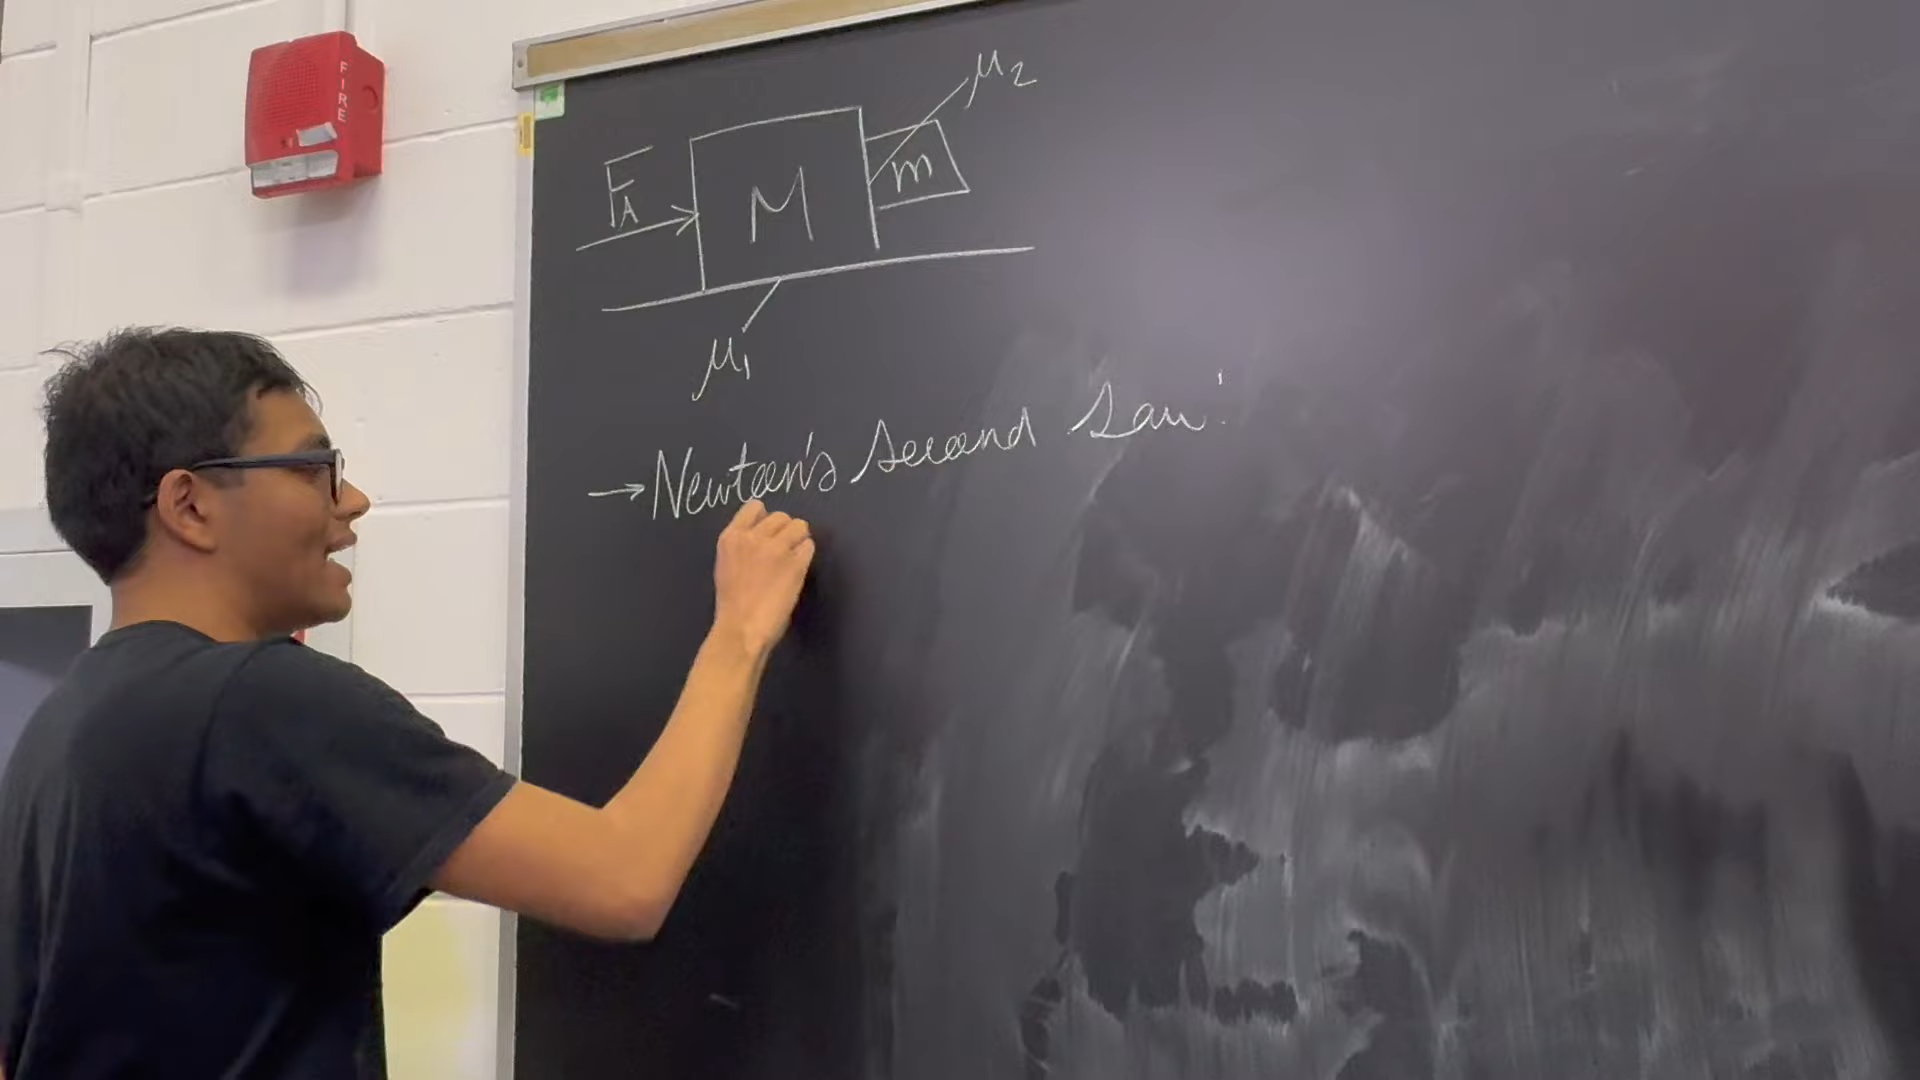 FIRE
μ2
FA
M
m
μ1
→Newton's second law: